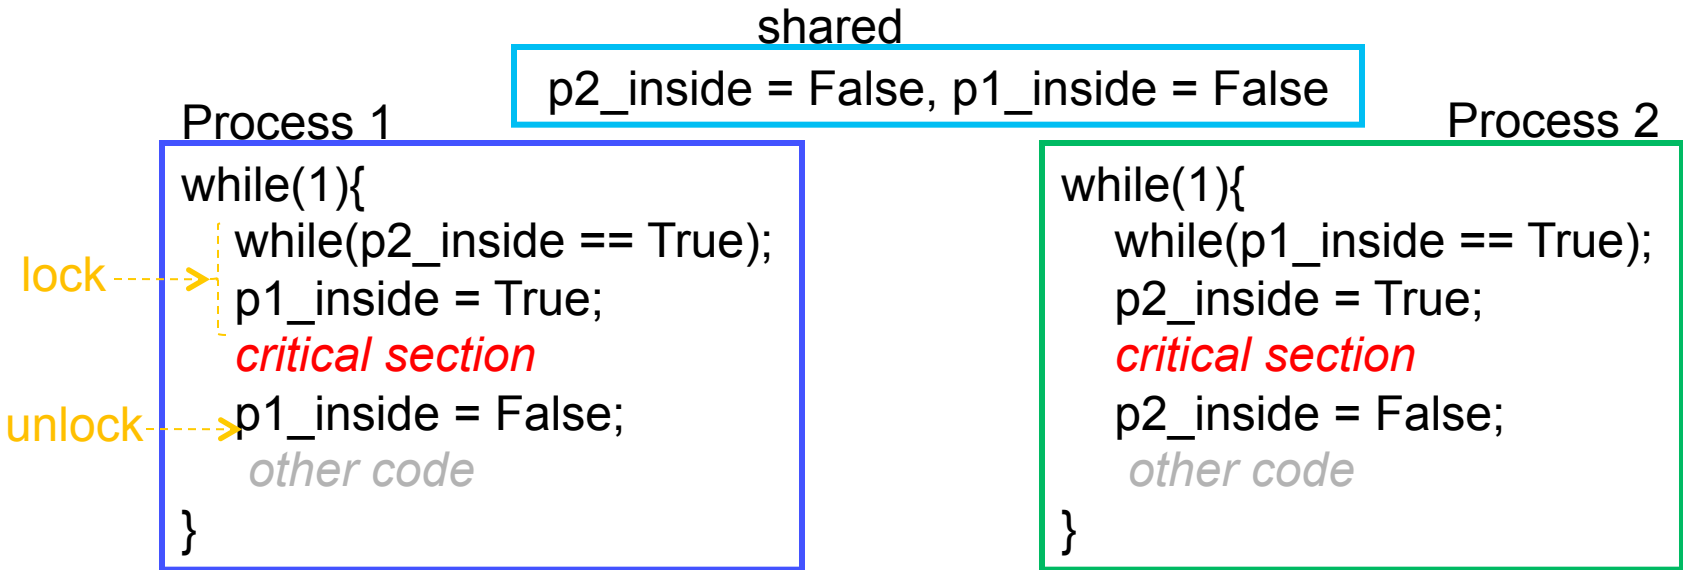 shared
p2_inside = False, p1_inside = False
Process 1
while(1){
while(p2_inside == True);
lock
p1_inside = True;
critical section
unlock
p1_inside = False;
other code
}
Process 2
while(1){
while(p1_inside == True);
p2_inside = True;
critical section
p2_inside = False;
other code
}